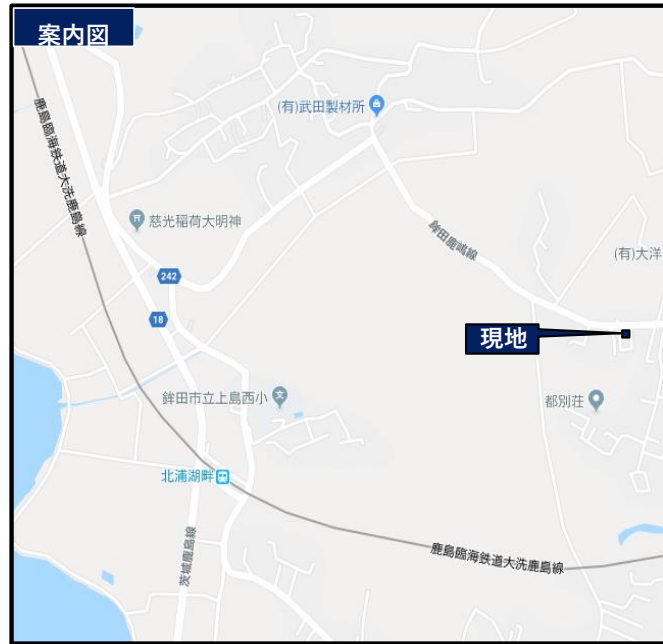 案内図
(有)武田製材所
鹿島臨海鉄道大洗鹿島線
慈光稲荷大明神
鉾田鹿嶋線
(有)大洋
242
18
現地
鉾田市立上島西小
都別荘
北浦湖畔
茨城鹿島線
鹿島臨海鉄道大洗鹿島線